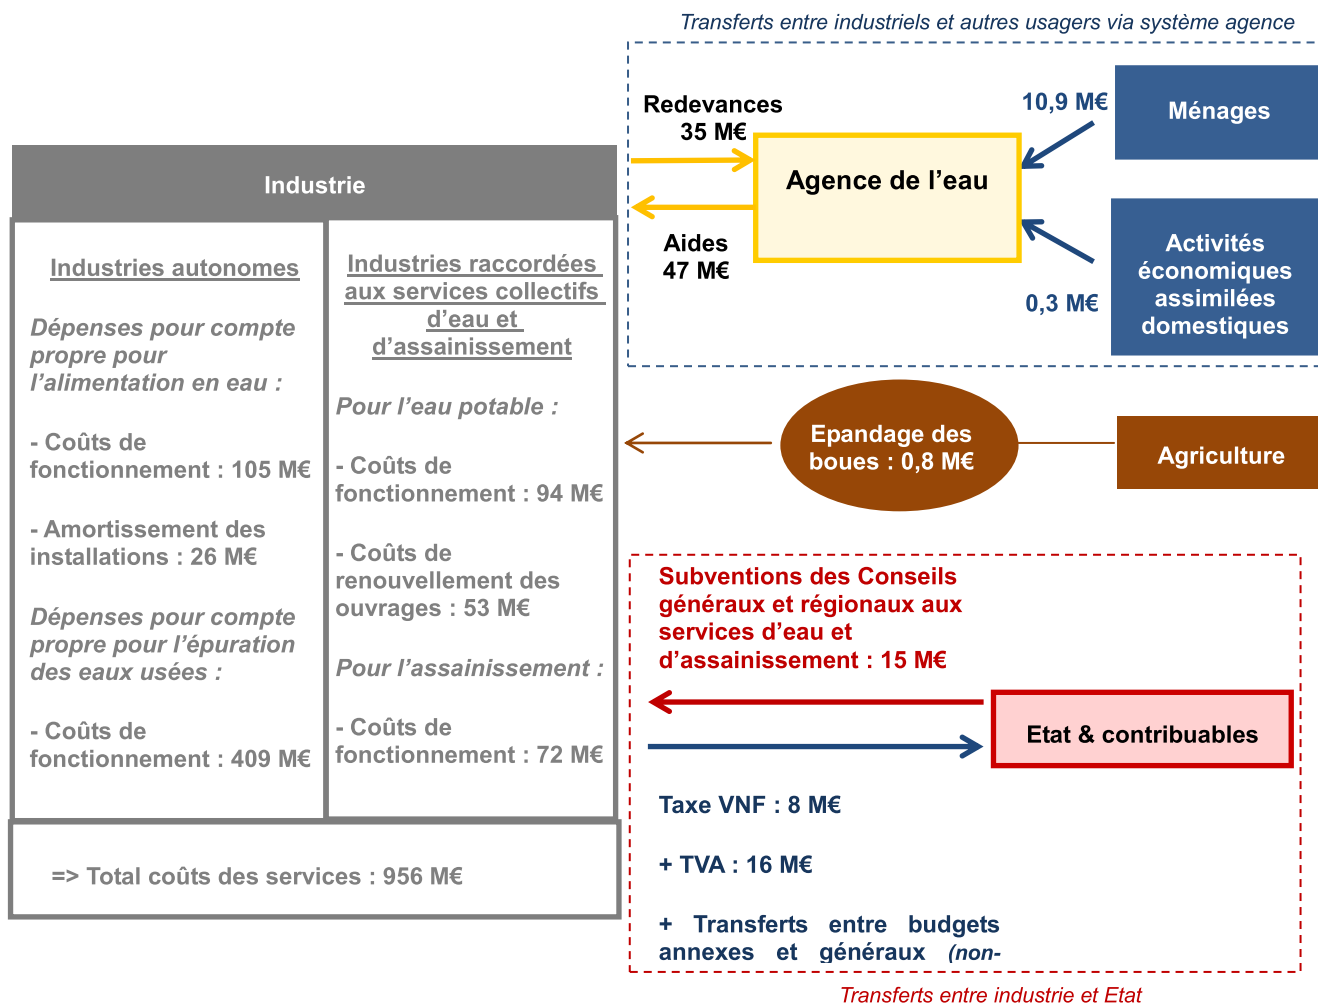 Transferts entre industriels et autres usagers via système agence
Redevances
35 M€
10,9 M€
Ménages
Agence de l'eau
Aides
47 M€
0,3 M€
Activités
économiques
assimilées
domestiques
Industrie
Industries autonomes
Dépenses pour compte
propre pour
l'alimentation en eau :
- Coûts de
fonctionnement : 105 M€
- Amortissement des
installations : 26 M€
Dépenses pour compte
propre pour l'épuration
des eaux usées :
- Coûts de
fonctionnement : 409 M€
Industries raccordées
aux services collectifs
d'eau et
d'assainissement
Pour l'eau potable :
- Coûts de
fonctionnement : 94 M€
- Coûts de
renouvellement des
ouvrages : 53 M€
Pour l'assainissement :
- Coûts de
fonctionnement : 72 M€
=> Total coûts des services : 956 M€
Epandage des
boues : 0,8 M€
Agriculture
Subventions des Conseils
généraux et régionaux aux
services d'eau et
d'assainissement : 15 M€
Etat & contribuables
Taxe VNF : 8 M€
+ TVA : 16 M€
+ Transferts entre budgets
annexes et généraux (non-
Transferts entre industrie et Etat